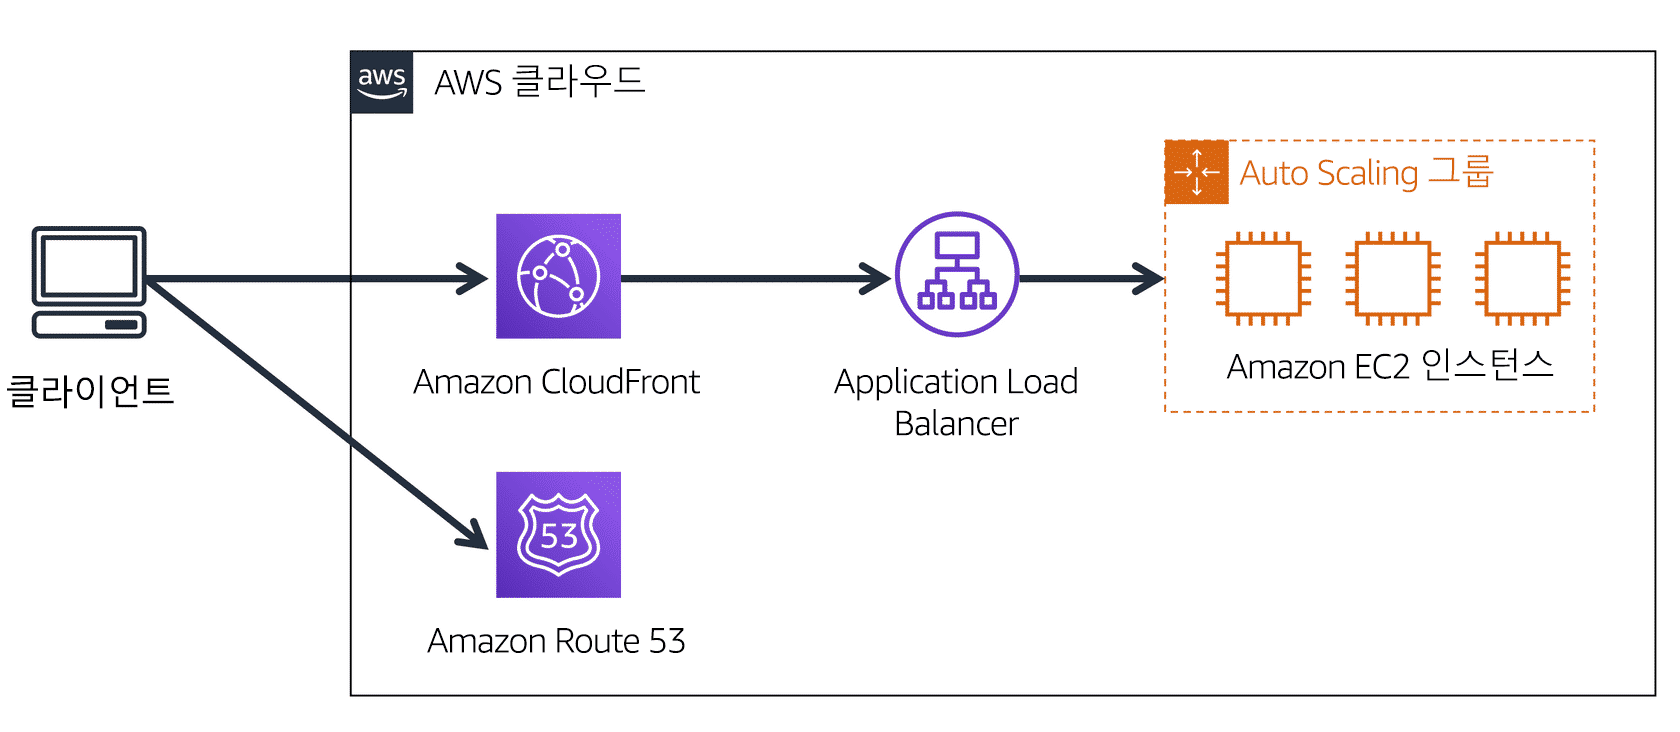 aws
AWS 클라우드
Auto Scaling 그룹
클라이언트
Amazon CloudFront
Application Load
Balancer
Amazon EC2 인스턴스
53
Amazon Route 53